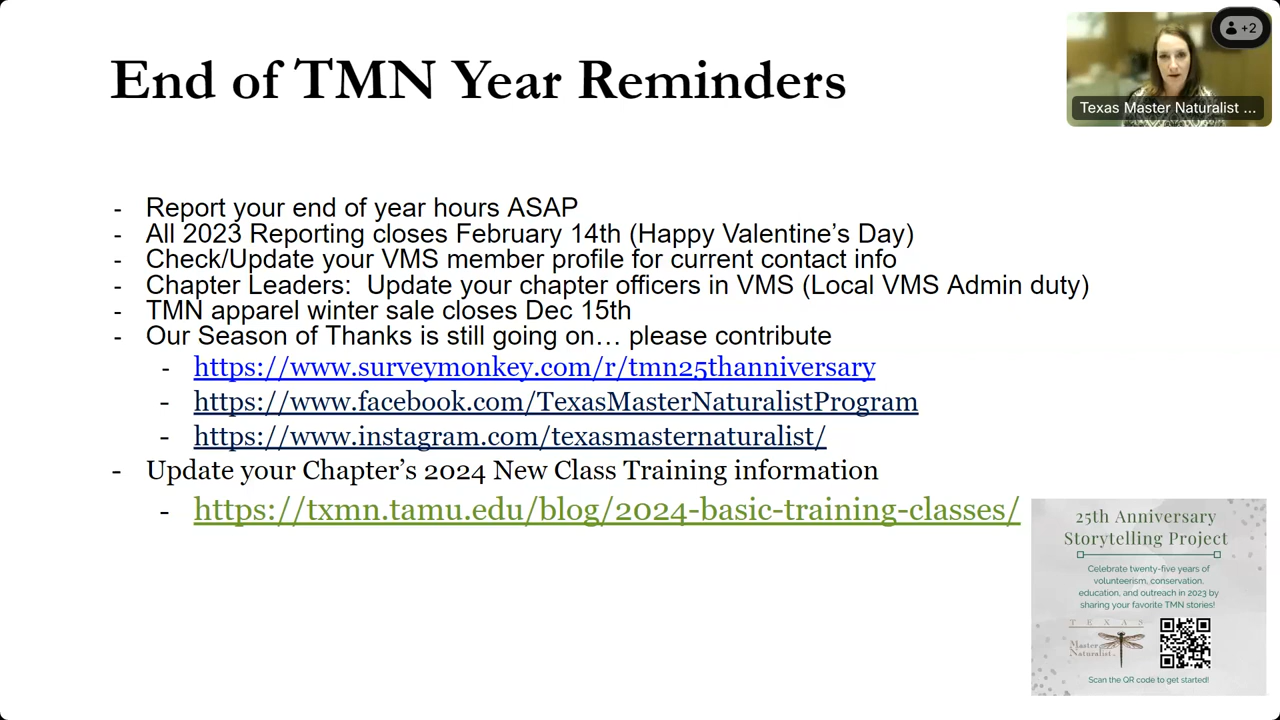 End of TMN Year Reminders
+2
Texas Master Naturalist ...
- Report your end of year hours ASAP
- All 2023 Reporting closes February 14th (Happy Valentine’s Day)
- Check/Update your VMS member profile for current contact info
- Chapter Leaders:  Update your chapter officers in VMS (Local VMS Admin duty)
- TMN apparel winter sale closes Dec 15th
- Our Season of Thanks is still going on… please contribute
- https://www.surveymonkey.com/r/tmn25thanniversary
- https://www.facebook.com/TexasMasterNaturalistProgram
- https://www.instagram.com/texasmasternaturalist/
- Update your Chapter’s 2024 New Class Training information
- https://txmn.tamu.edu/blog/2024-basic-training-classes/
25th Anniversary
Storytelling Project
Celebrate twenty-five years of
volunteerism, conservation,
education, and outreach in 2023 by
sharing your favorite TMN stories!
TEXAS
Master
Naturalist
Scan the QR code to get started!